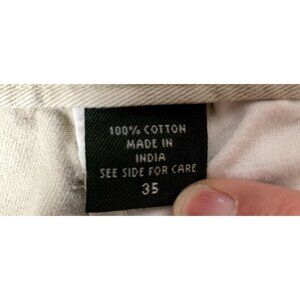 100% COTTON
MADE IN
INDIA
SEE SIDE FOR CARE
35